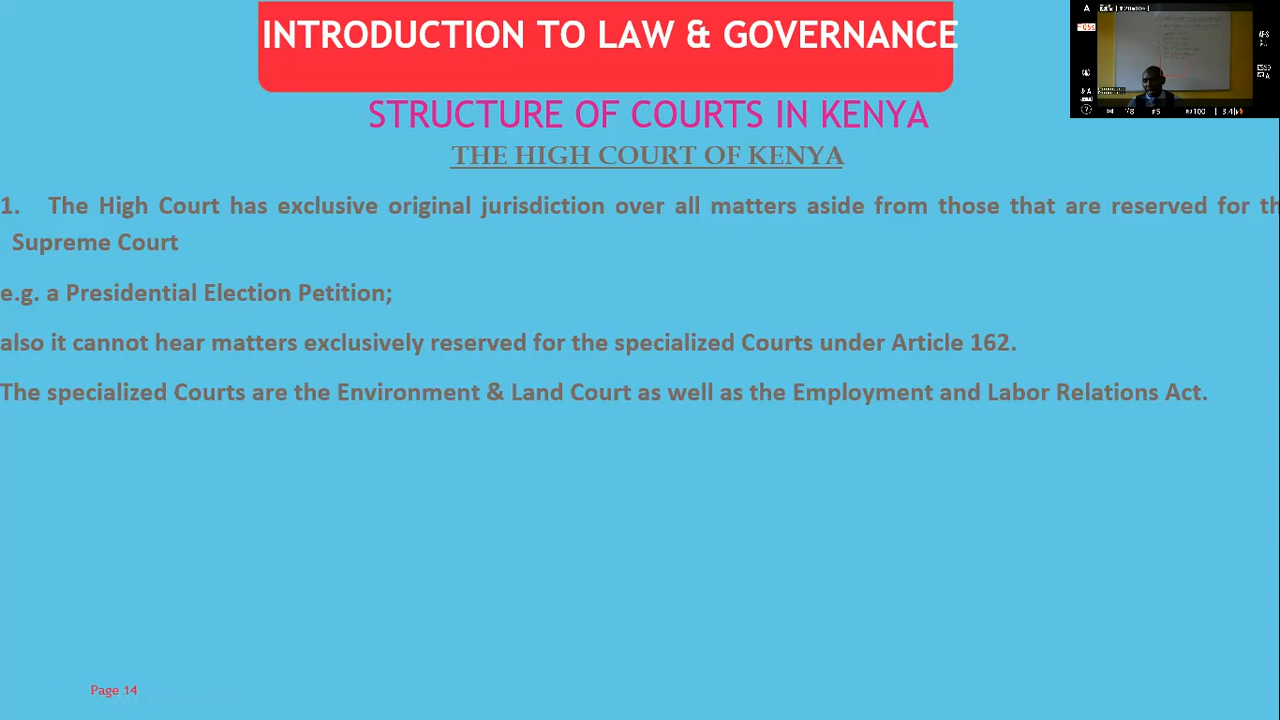 INTRODUCTION TO LAW & GOVERNANCE
STRUCTURE OF COURTS IN KENYA
THE HIGH COURT OF KENYA
1. The High Court has exclusive original jurisdiction over all matters aside from those that are reserved for th
Supreme Court
e.g. a Presidential Election Petition;
also it cannot hear matters exclusively reserved for the specialized Courts under Article 162.
The specialized Courts are the Environment & Land Court as well as the Employment and Labor Relations Act.
Page 14